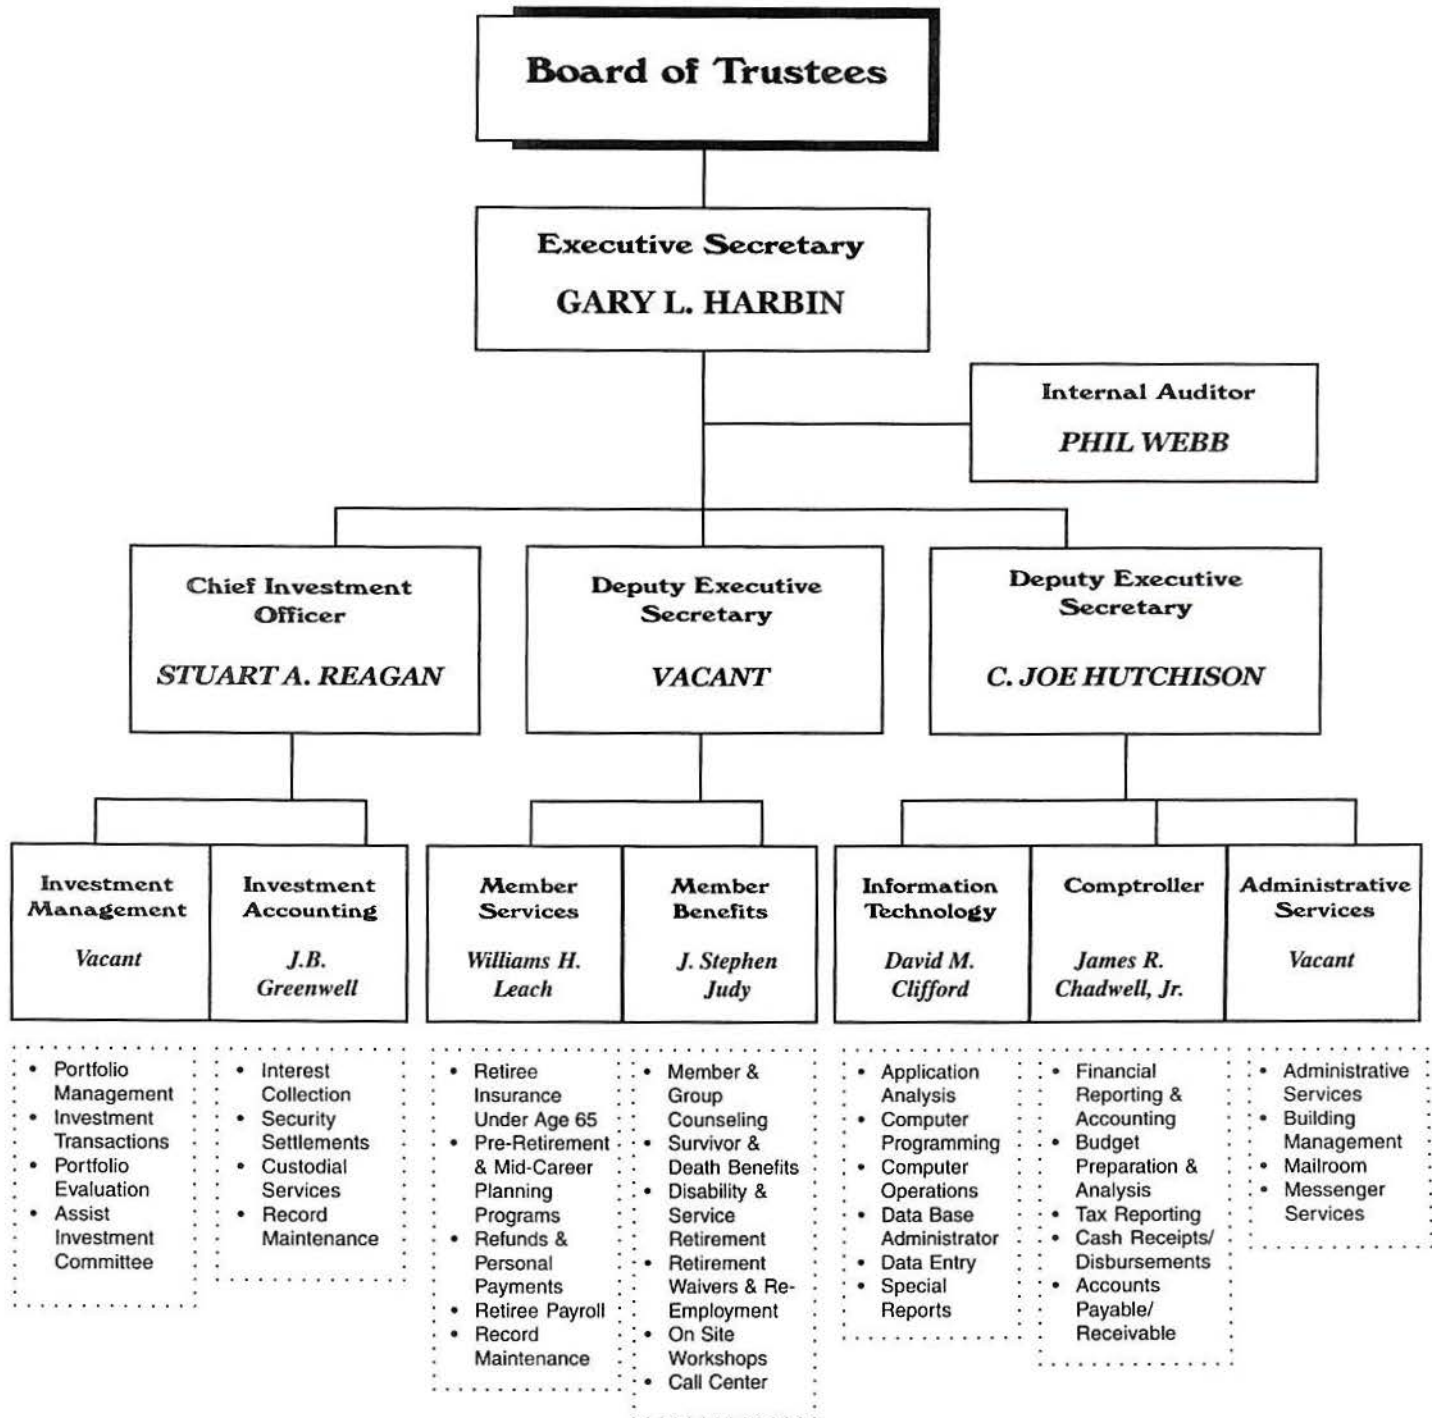 Board of Trustees
Executive Secretary
GARY L. HARBIN
Internal Auditor
PHIL WEBB
Chief Investment
Officer
STUART A. REAGAN
Deputy Executive
Secretary
VACANT
Deputy Executive
Secretary
C. JOE HUTCHISON
Investment
Management
Vacant
Investment
Accounting
J.B.
Greenwell
Member
Services
Williams H.
Leach
Member
Benefits
J. Stephen
Judy
Information
Technology
David M.
Clifford
Comptroller
James R.
Chadwell, Jr.
Administrative
Services
Vacant
• Portfolio
Management
• Investment
Transactions
• Portfolio
Evaluation
• Assist
Investment
Committee
• Interest
Collection
• Security
Settlements
• Custodial
Services
• Record
Maintenance
• Retiree
Insurance
Under Age 65
• Pre-Retirement
& Mid-Career
Planning
Programs
• Refunds &
Personal
Payments
• Retiree Payroll
• Record
Maintenance
• Member &
Group
Counseling
• Survivor &
Death Benefits
• Disability &
Service
Retirement
• Retirement
Waivers & Re-
Employment
• On Site
Workshops
• Call Center
• Application
Analysis
• Computer
Programming
• Computer
Operations
• Data Base
Administrator
• Data Entry
• Special
Reports
• Financial
Reporting &
Accounting
• Budget
Preparation &
Analysis
• Tax Reporting
• Cash Receipts/
Disbursements
• Accounts
Payable/
Receivable
• Administrative
Services
• Building
Management
• Mailroom
• Messenger
Services